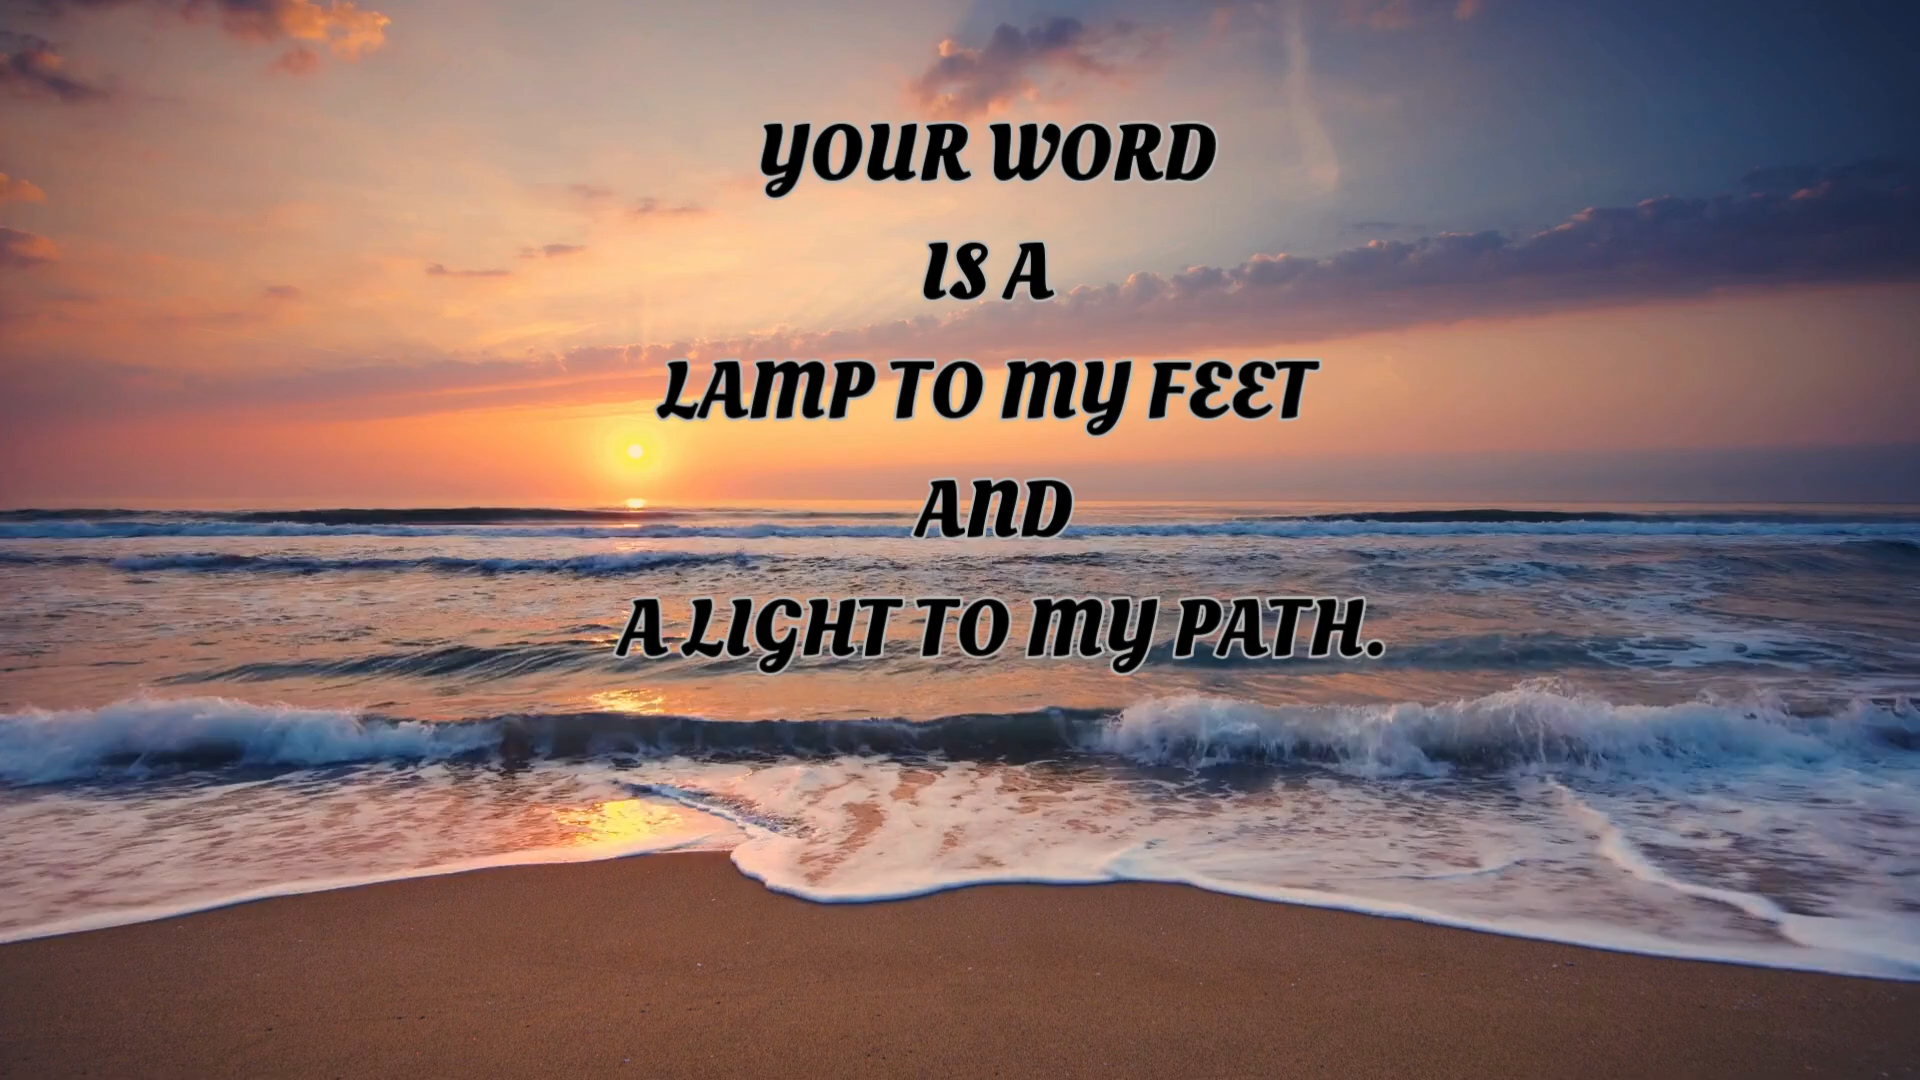 YOUR WORD
IS A
LAMP TO MY FEET
AND
A LIGHT TO MY PATH.